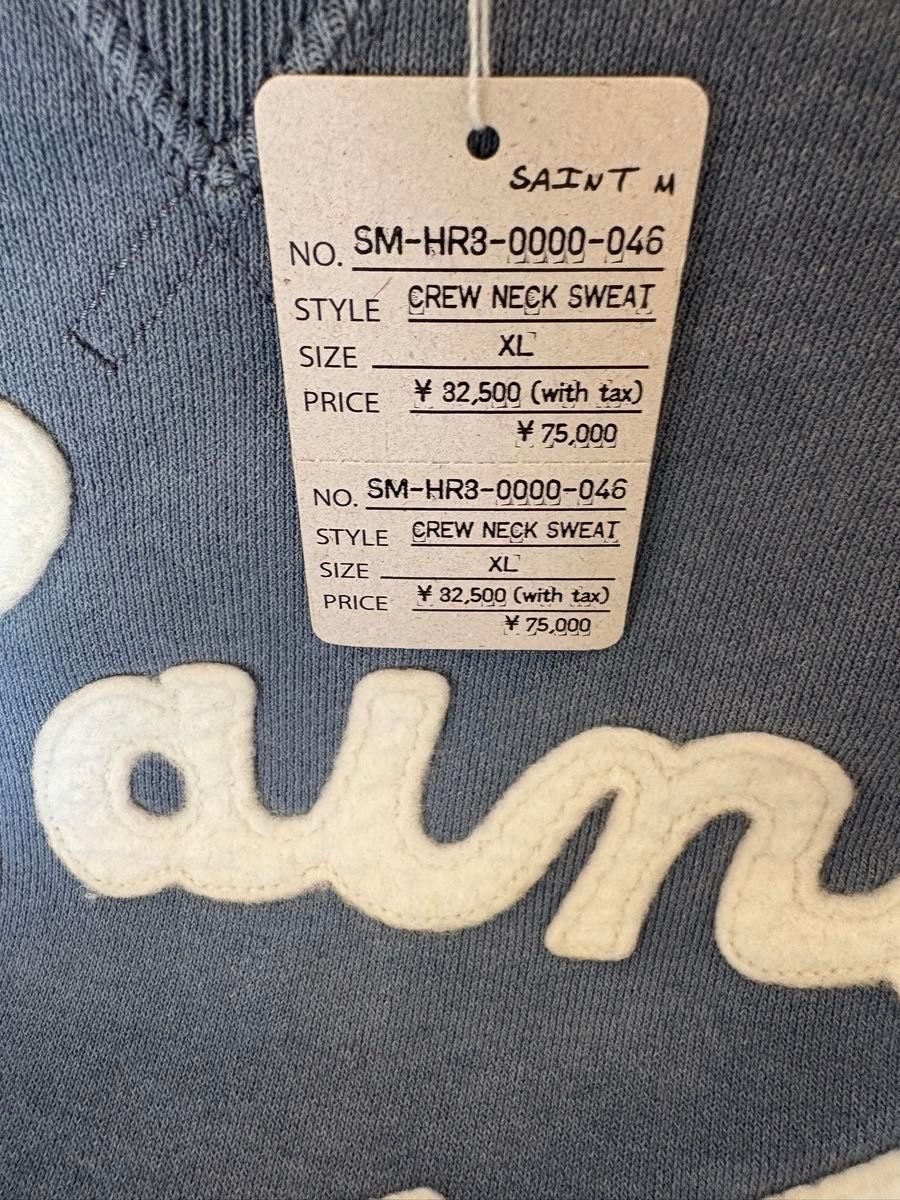 SAINT M
NO. SM-HR3-0000-046
STYLE CREW NECK SWEAT
SIZE XL
PRICE ¥ 32,500 (with tax)
¥ 75,000
NO. SM-HR3-0000-046
STYLE CREW NECK SWEAT
SIZE XL
PRICE ¥ 32,500 (with tax)
¥ 75,000
ain